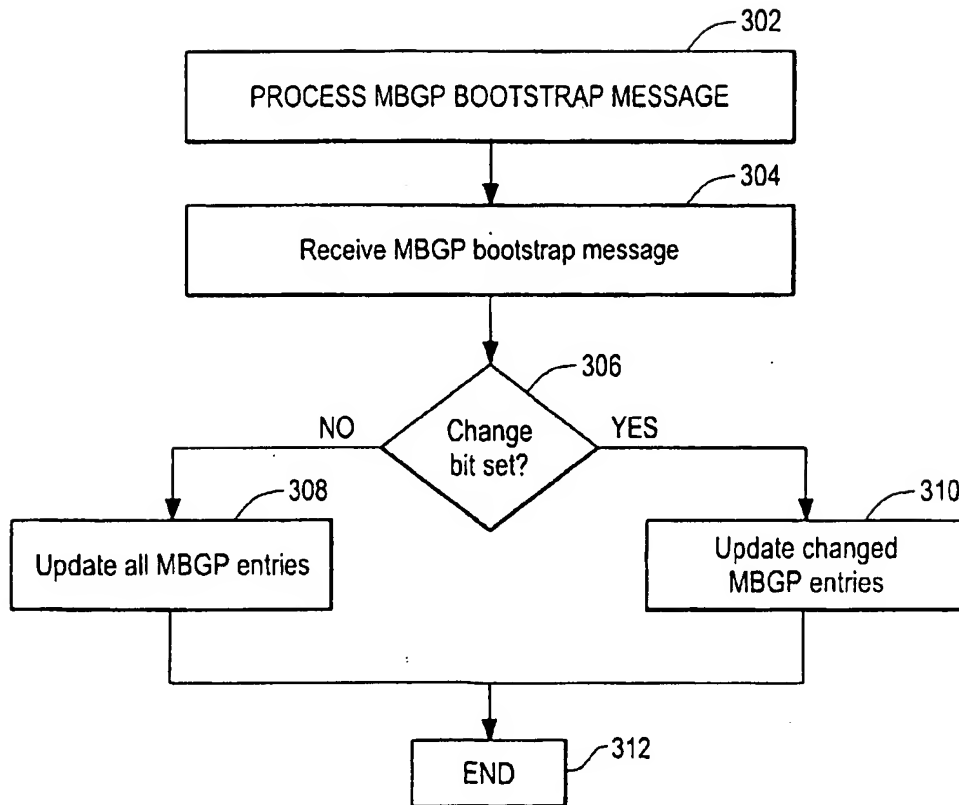 302
PROCESS MBGP BOOTSTRAP MESSAGE
304
Receive MBGP bootstrap message
306
NO
Change
bit set?
YES
308
Update all MBGP entries
310
Update changed
MBGP entries
312
END